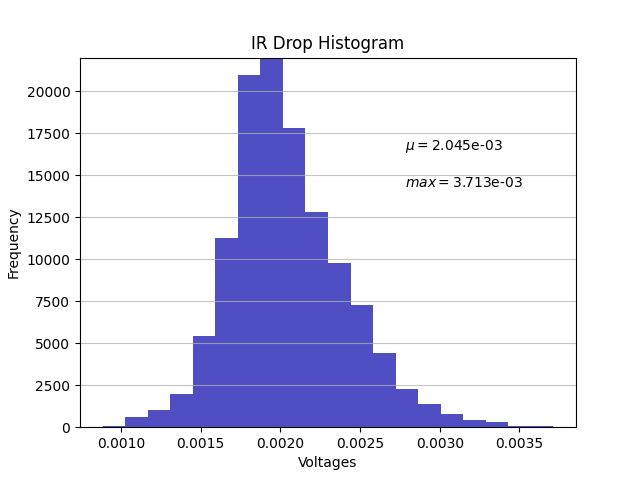 IR Drop Histogram
20000
17500
15000
12500
10000
7500
5000
2500
0
Frequency
μ = 2.045e-03
max = 3.713e-03
0.0010 0.0015 0.0020 0.0025 0.0030 0.0035
Voltages